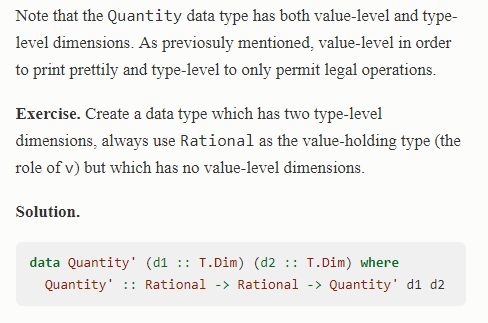 Note that the Quantity data type has both value-level and type-
level dimensions. As previosuly mentioned, value-level in order
to print prettily and type-level to only permit legal operations.
Exercise. Create a data type which has two type-level
dimensions, always use Rational as the value-holding type (the
role of v) but which has no value-level dimensions.
Solution.
data Quantity' (d1 :: T.Dim) (d2 :: T.Dim) where
  Quantity' :: Rational -> Rational -> Quantity' d1 d2